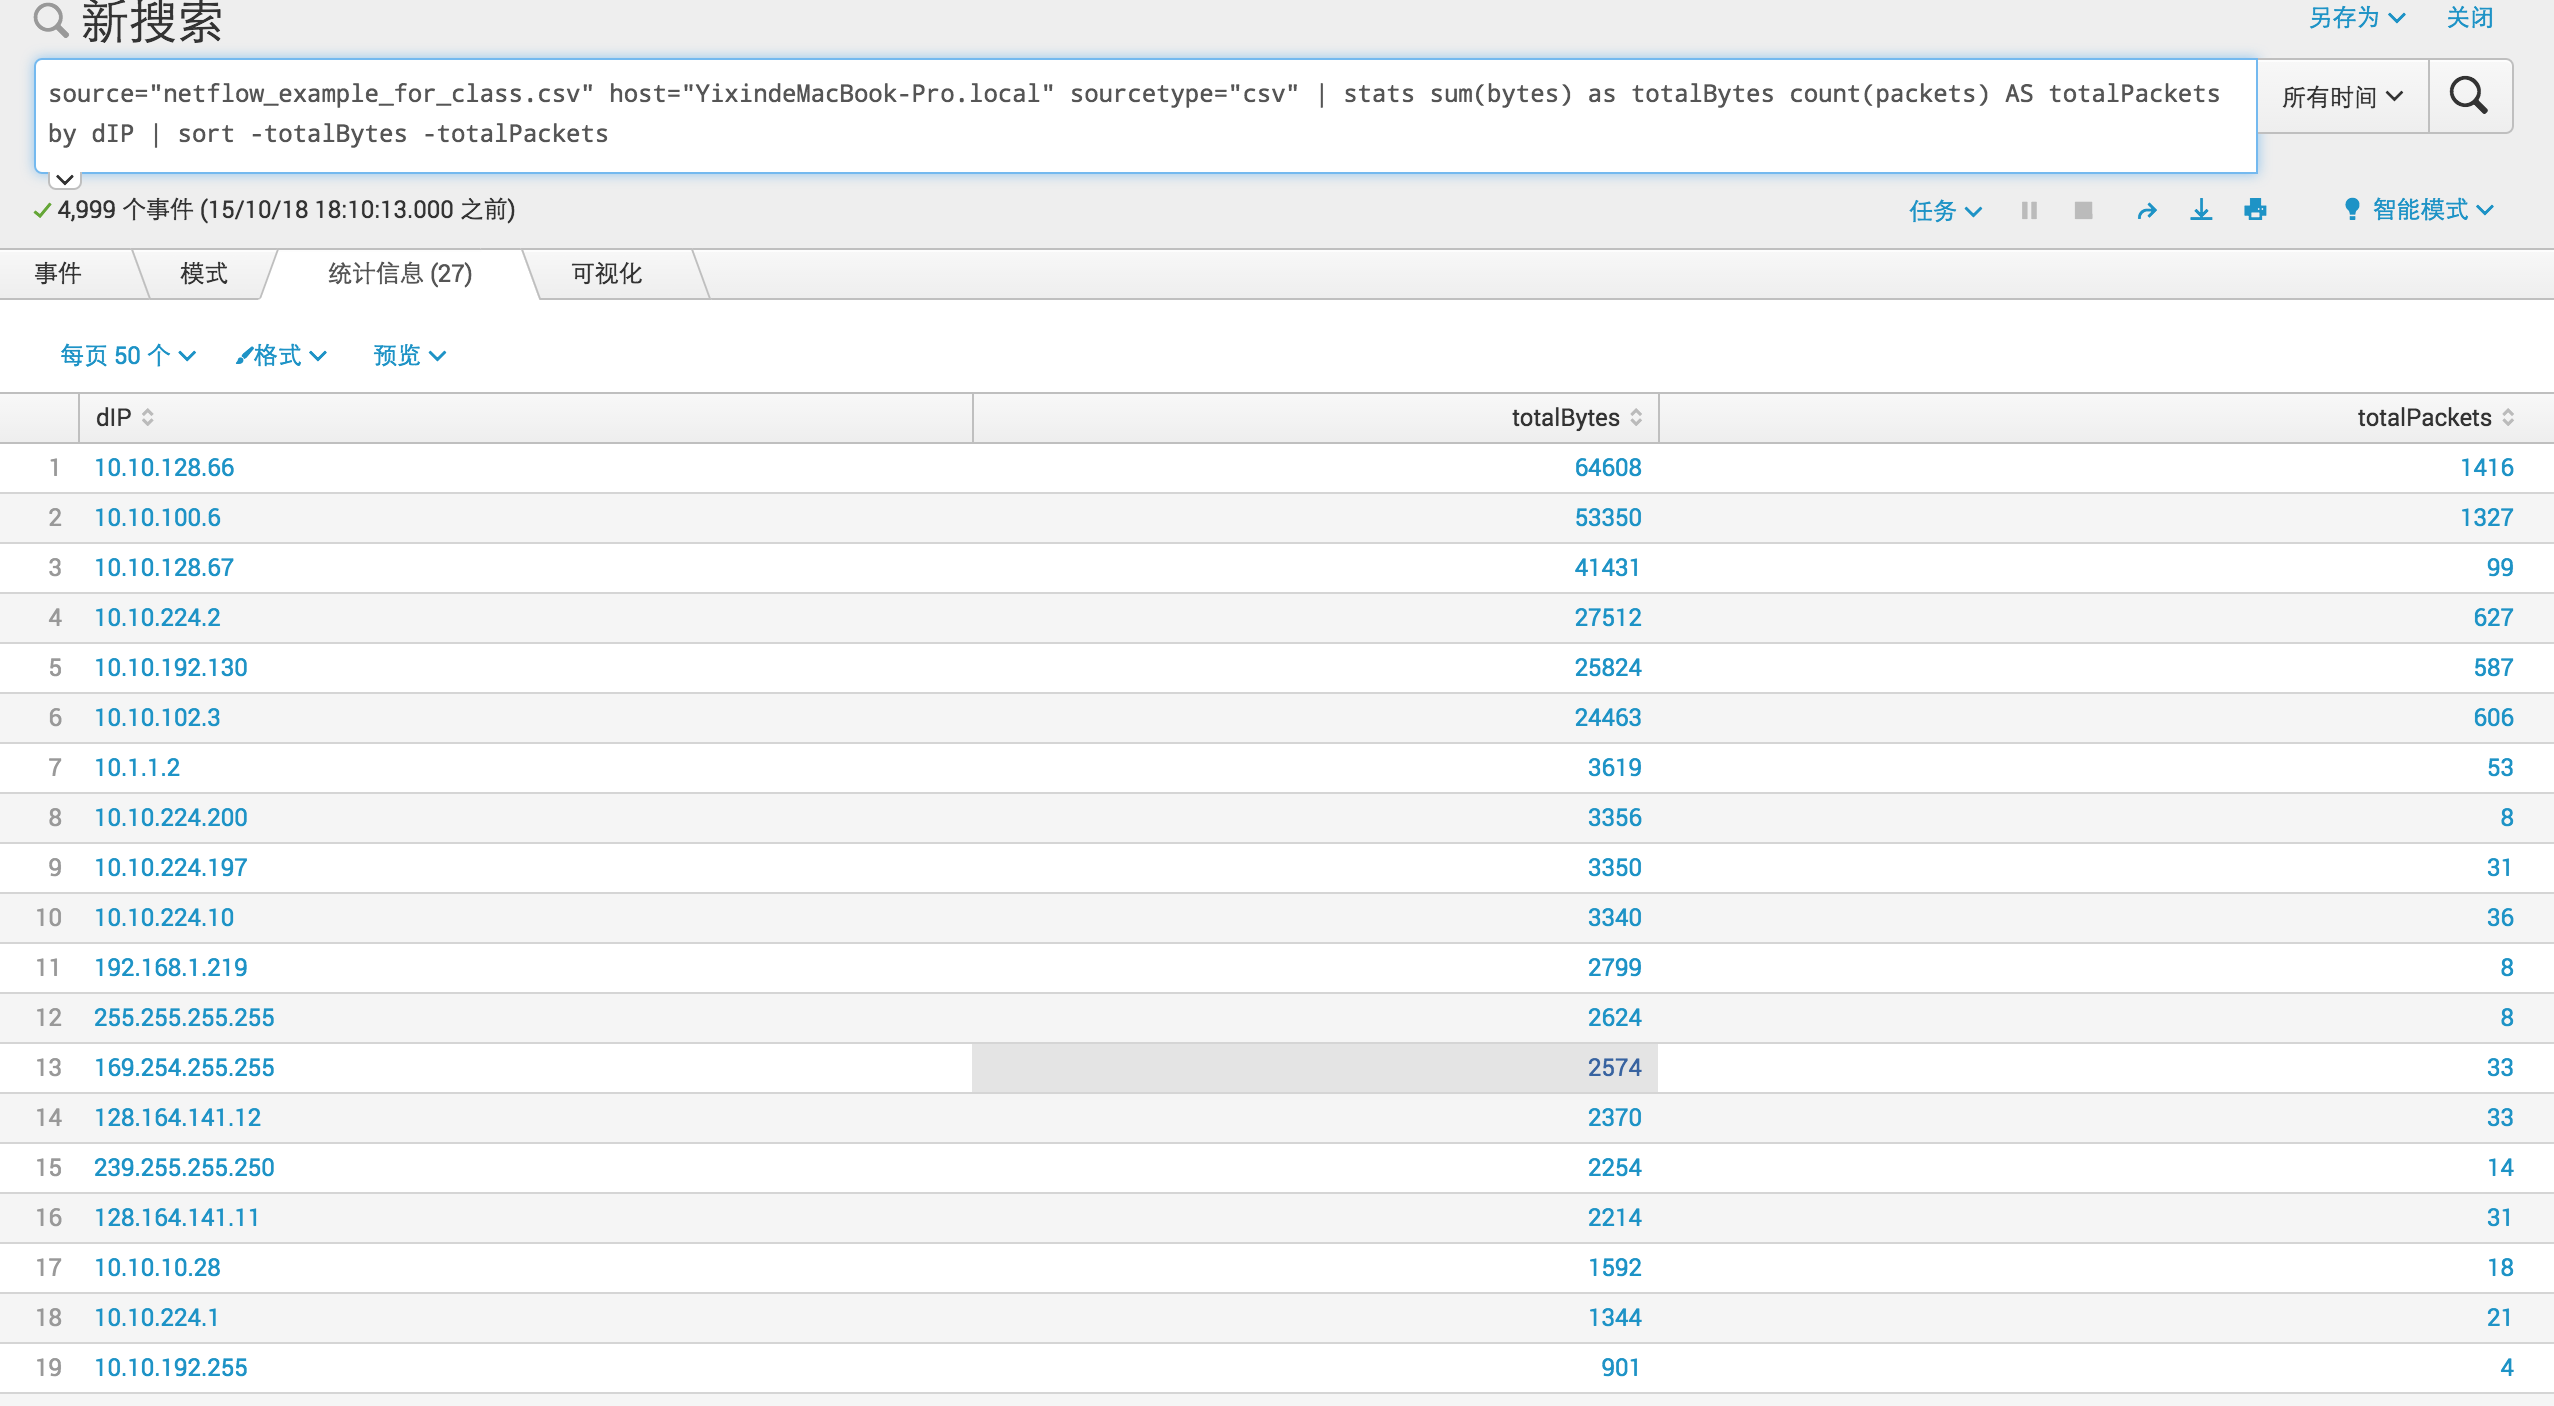 新搜索
另存为 关闭
source="netflow_example_for_class.csv" host="YixindeMacBook-Pro.local" sourcetype="csv" | stats sum(bytes) as totalBytes count(packets) AS totalPackets
by dIP | sort -totalBytes -totalPackets
所有时间
4,999 个事件 (15/10/18 18:10:13.000 之前)
任务 智能模式
事件 模式 统计信息 (27) 可视化
每页 50 个 格式 预览
dIP totalBytes totalPackets
1 10.10.128.66 64608 1416
2 10.10.100.6 53350 1327
3 10.10.128.67 41431 99
4 10.10.224.2 27512 627
5 10.10.192.130 25824 587
6 10.10.102.3 24463 606
7 10.1.1.2 3619 53
8 10.10.224.200 3356 8
9 10.10.224.197 3350 31
10 10.10.224.10 3340 36
11 192.168.1.219 2799 8
12 255.255.255.255 2624 8
13 169.254.255.255 2574 33
14 128.164.141.12 2370 33
15 239.255.255.250 2254 14
16 128.164.141.11 2214 31
17 10.10.10.28 1592 18
18 10.10.224.1 1344 21
19 10.10.192.255 901 4